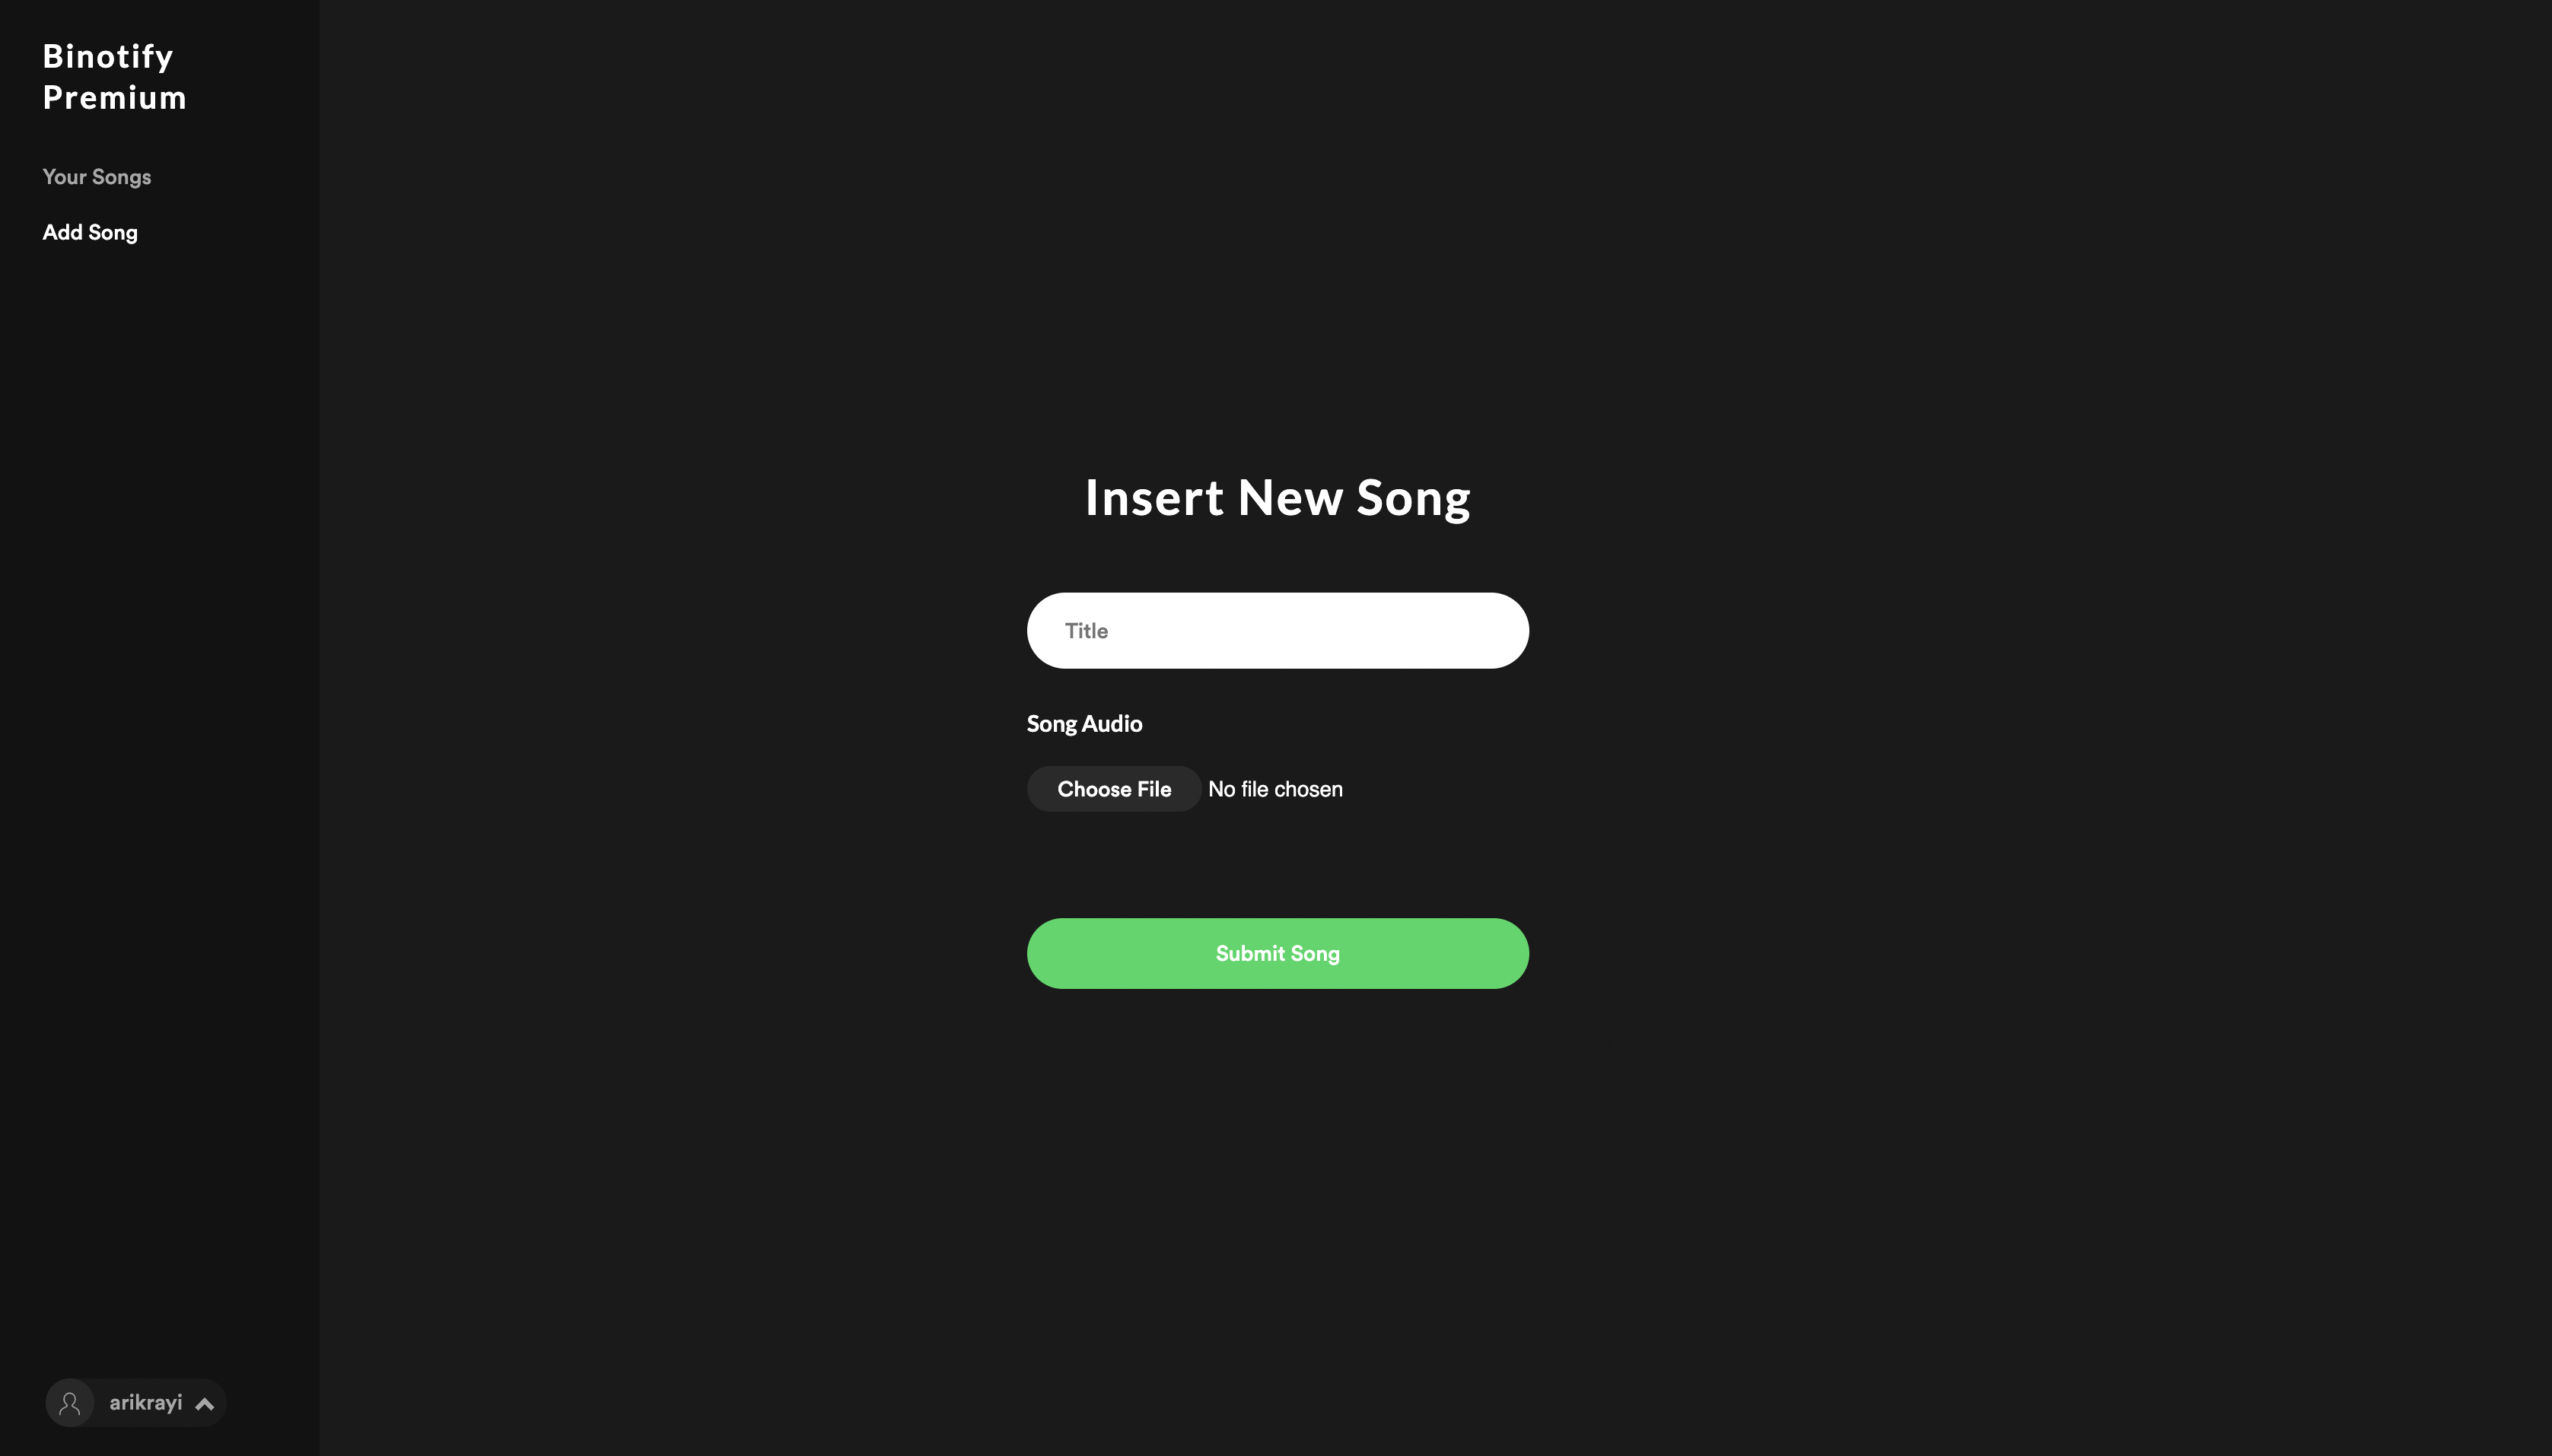 Binotify
Premium
Your Songs
Add Song
Insert New Song
Title
Song Audio
Choose File No file chosen
Submit Song
arikrayi